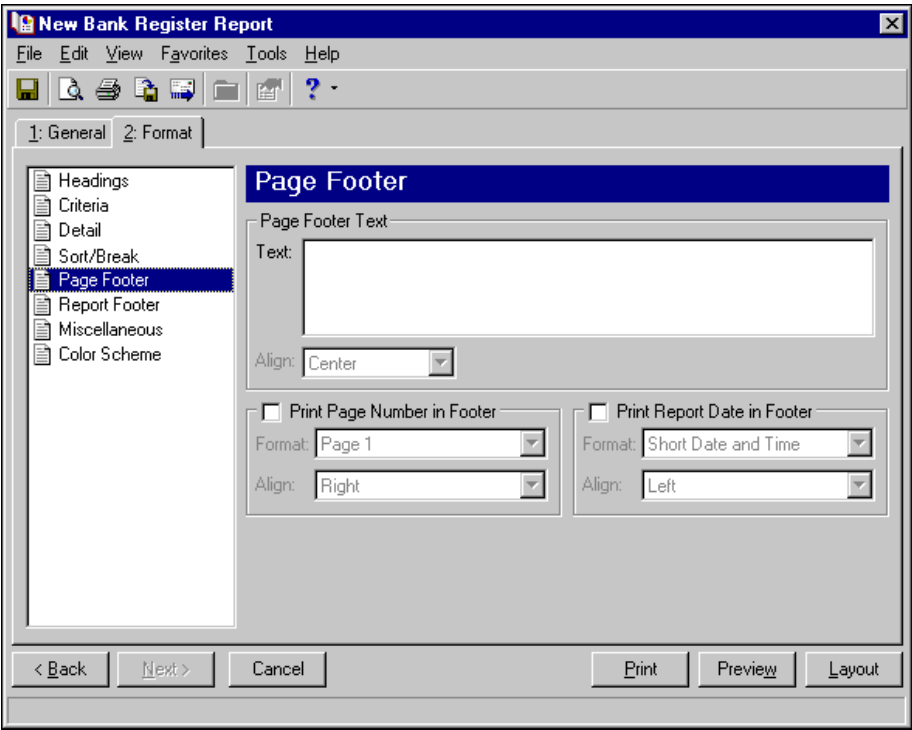 New Bank Register Report
File Edit View Favorites Tools Help
1: General 2: Format
Headings
Criteria
Detail
Sort/Break
Page Footer
Report Footer
Miscellaneous
Color Scheme
Page Footer
Page Footer Text
Text:
Align: Center
Print Page Number in Footer
Format: Page 1
Align: Right
Print Report Date in Footer
Format: Short Date and Time
Align: Left
< Back Next > Cancel Print Preview Layout